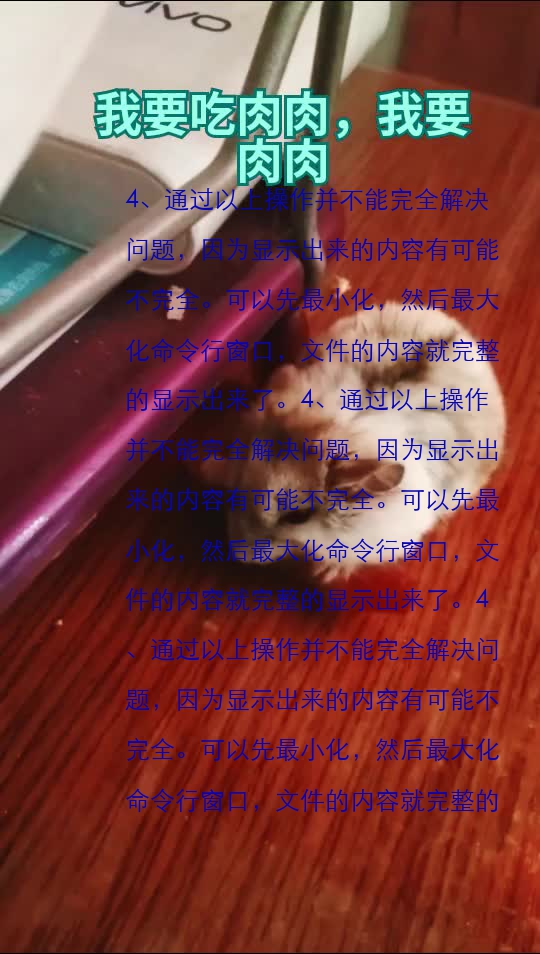 vivo
我要吃肉肉，我要
肉肉
4、通过以上操作并不能完全解决
问题，因为显示出来的内容有可能
不完全。可以先最小化，然后最大
化命令行窗口，文件的内容就完整
的显示出来了。4、通过以上操作
并不能完全解决问题，因为显示出
来的内容有可能不完全。可以先最
小化，然后最大化命令行窗口，文
件的内容就完整的显示出来了。4
、通过以上操作并不能完全解决问
题，因为显示出来的内容有可能不
完全。可以先最小化，然后最大化
命令行窗口，文件的内容就完整的